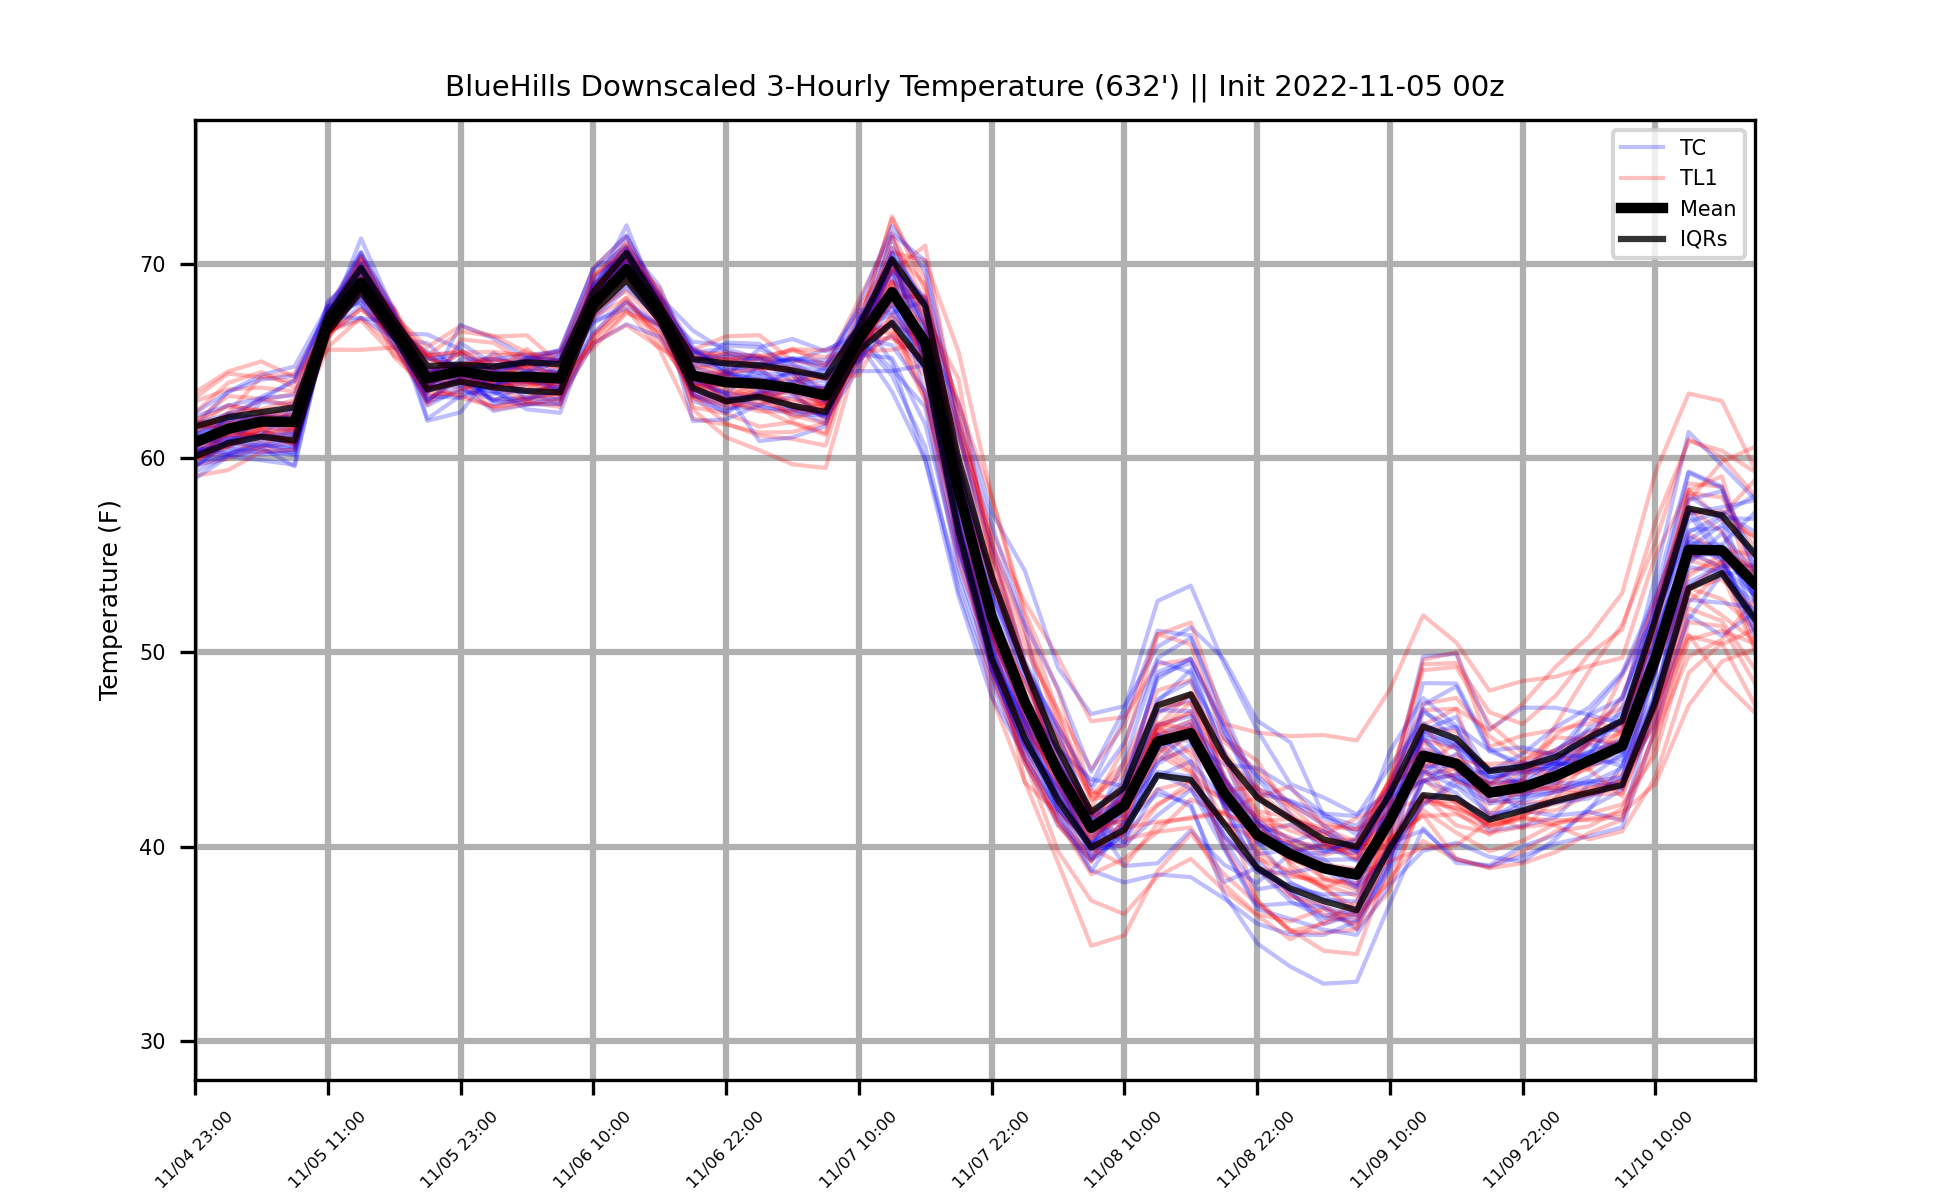 BlueHills Downscaled 3-Hourly Temperature (632') || Init 2022-11-05 00z
TC
TL1
Mean
IQRs
Temperature (F)
70
60
50
40
30
11/04 23:00
11/05 11:00
11/05 23:00
11/06 10:00
11/06 22:00
11/07 10:00
11/07 22:00
11/08 10:00
11/08 22:00
11/09 10:00
11/09 22:00
11/10 10:00